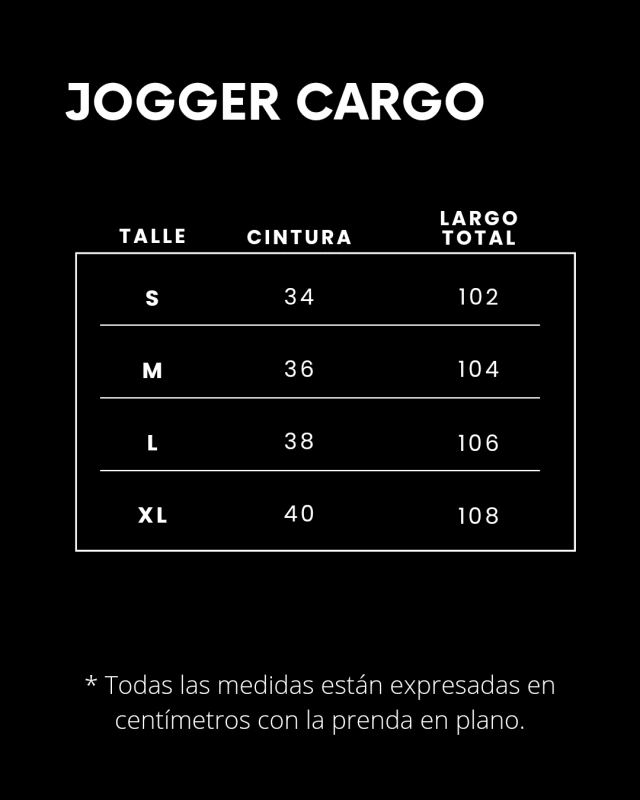 JOGGER CARGO
TALLE CINTURA LARGO TOTAL
S 34 102
M 36 104
L 38 106
XL 40 108
* Todas las medidas están expresadas en
centímetros con la prenda en plano.